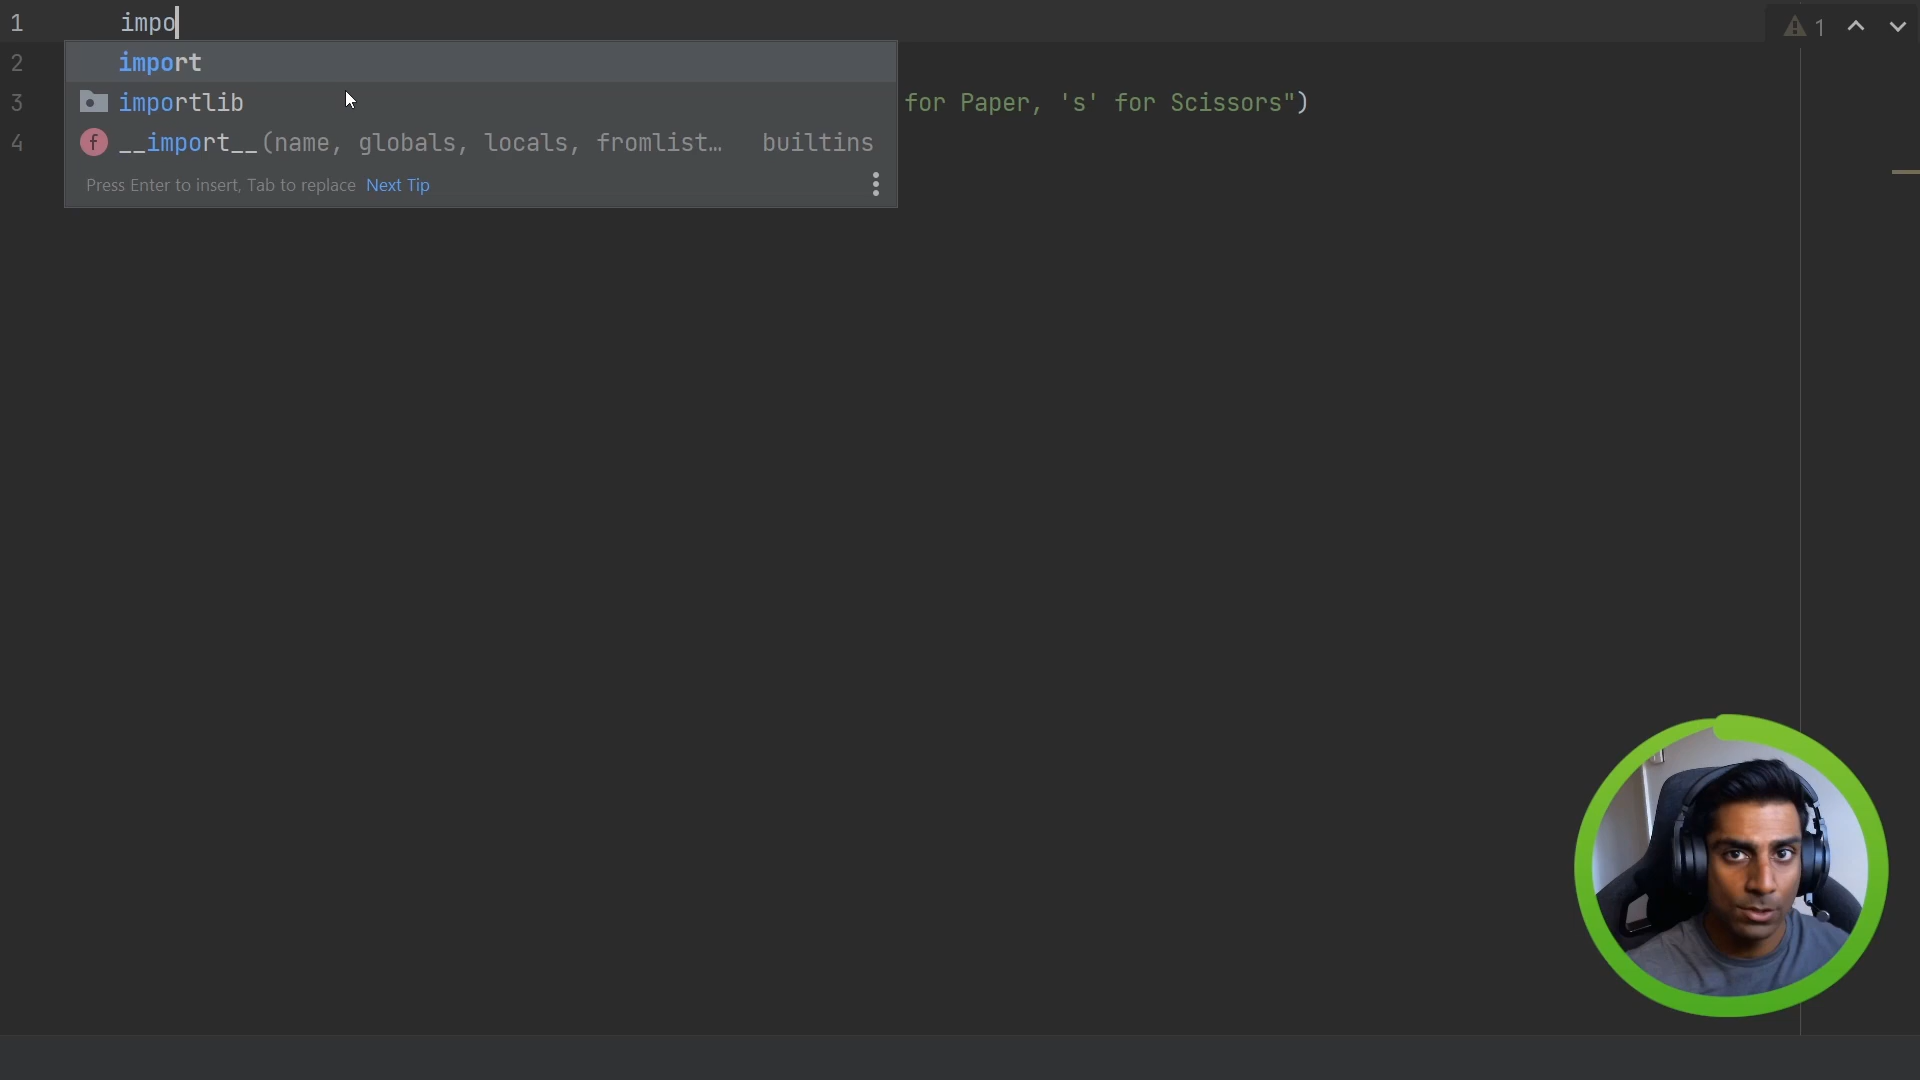 1 impo
⚠ 1
2 import
3 importlib for Paper, 's' for Scissors")
4 __import__(name, globals, locals, fromlist… builtins
Press Enter to insert, Tab to replace Next Tip